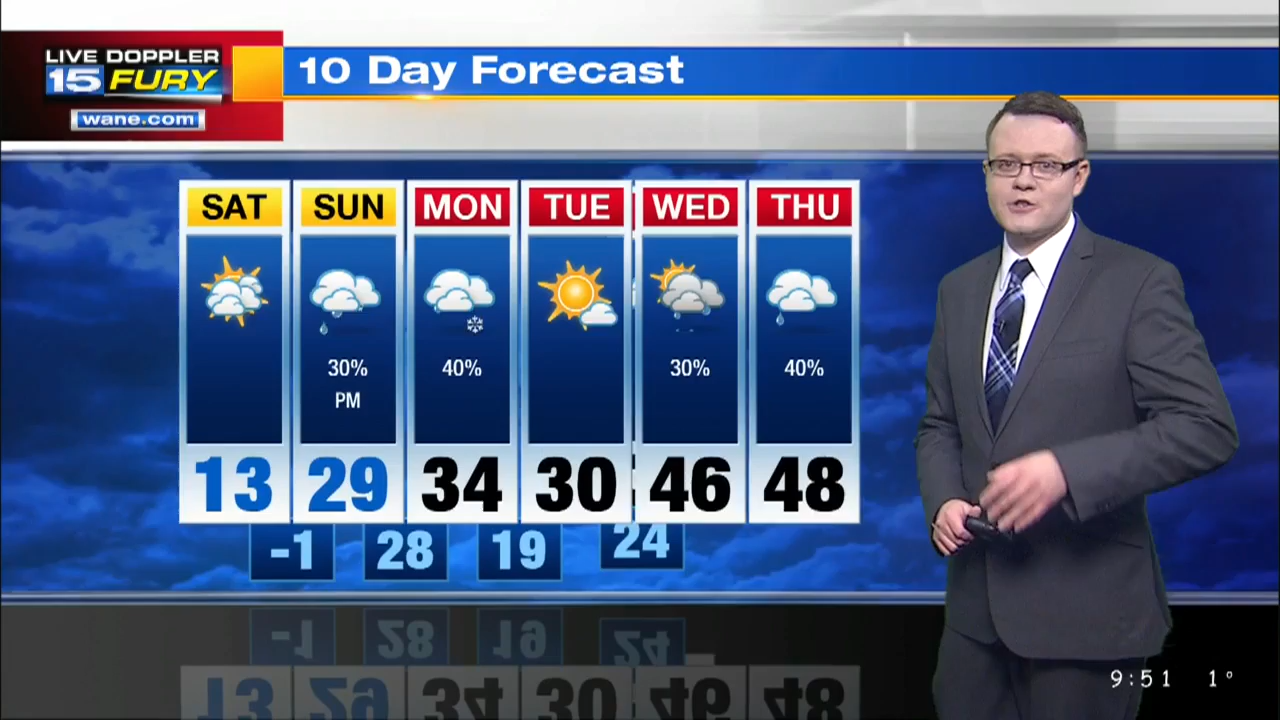 LIVE DOPPLER
15 FURY
wane.com
10 Day Forecast
SAT SUN MON TUE WED THU
30% 40% 30% 40%
PM
13 29 34 30 46 48
-1 28 19 24
9:51 1°